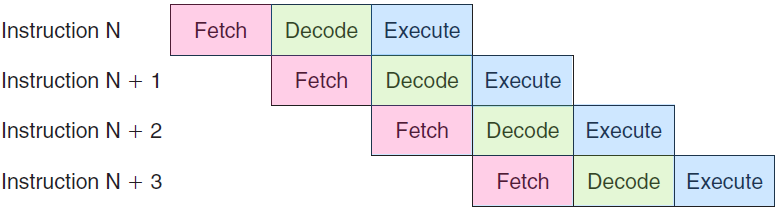 Instruction N Fetch Decode Execute
Instruction N + 1 Fetch Decode Execute
Instruction N + 2 Fetch Decode Execute
Instruction N + 3 Fetch Decode Execute